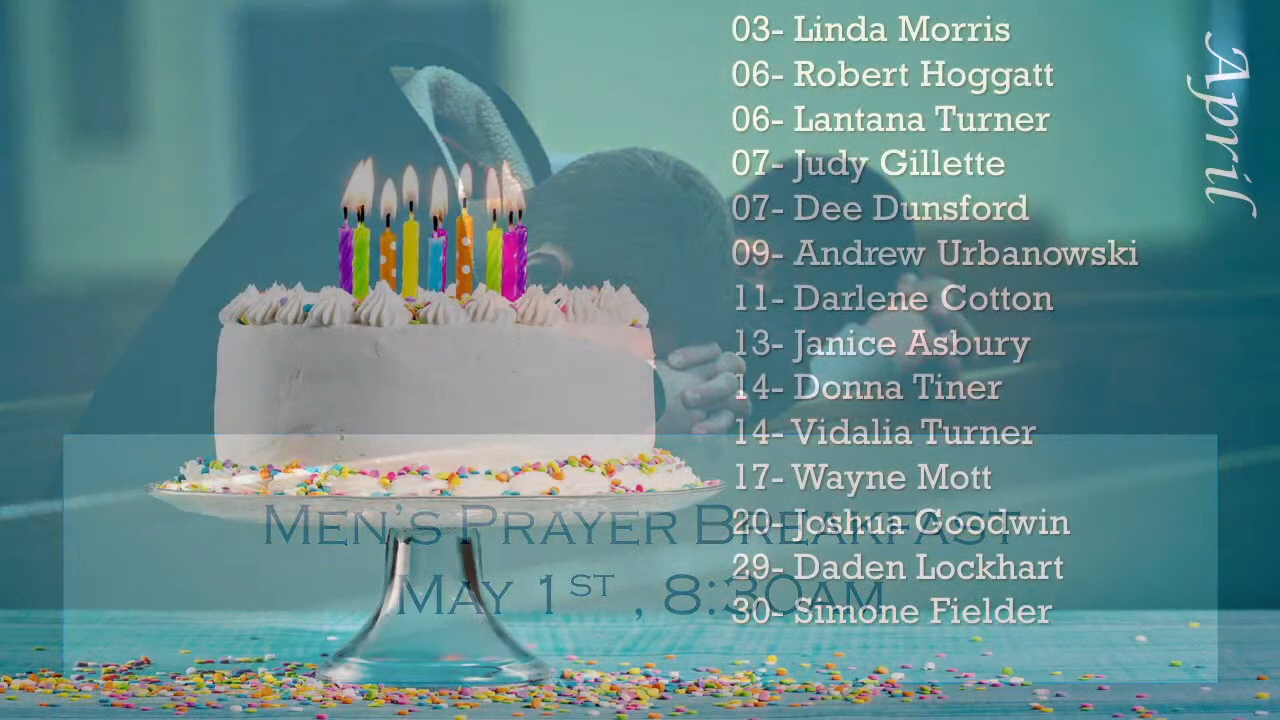 April
03- Linda Morris
06- Robert Hoggatt
06- Lantana Turner
07- Judy Gillette
07- Dee Dunsford
09- Andrew Urbanowski
11- Darlene Cotton
13- Janice Asbury
14- Donna Tiner
14- Vidalia Turner
17- Wayne Mott
20- Joshua Goodwin
29- Daden Lockhart
30- Simone Fielder
Men's Prayer Breakfast
May 1st , 8:30am